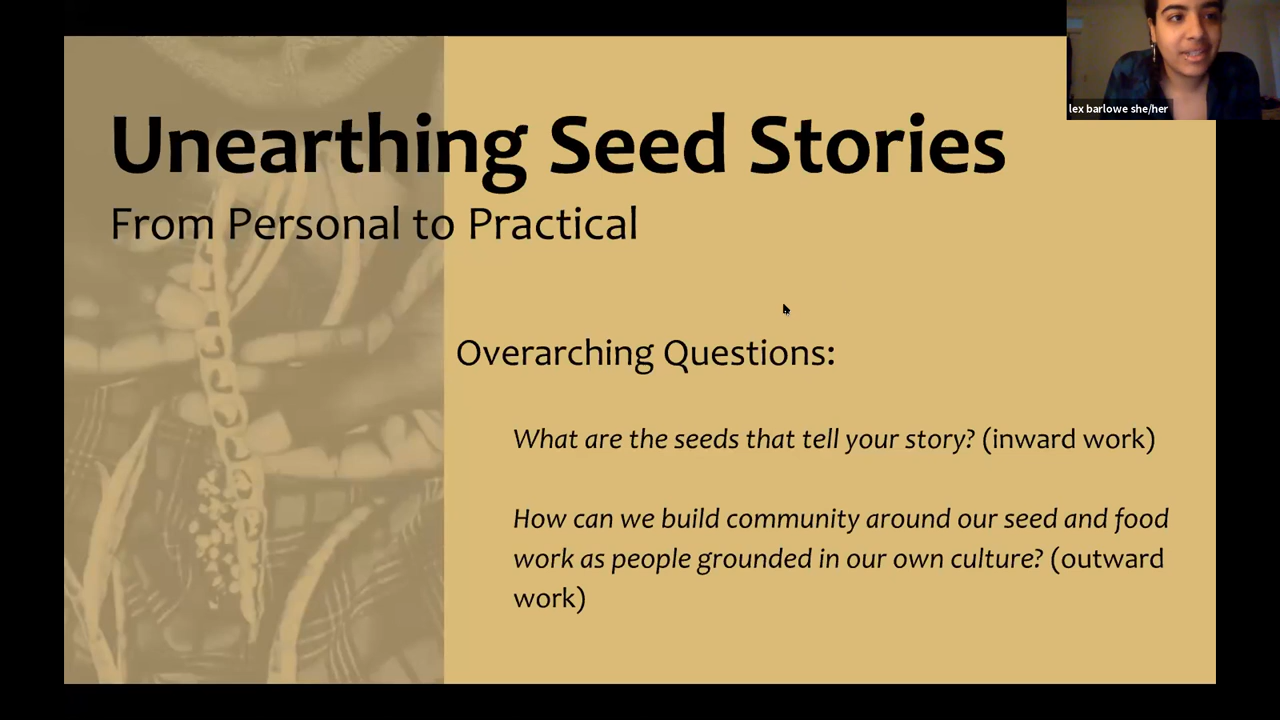 lex barlowe she/her
Unearthing Seed Stories
From Personal to Practical
Overarching Questions:
What are the seeds that tell your story? (inward work)
How can we build community around our seed and food
work as people grounded in our own culture? (outward
work)